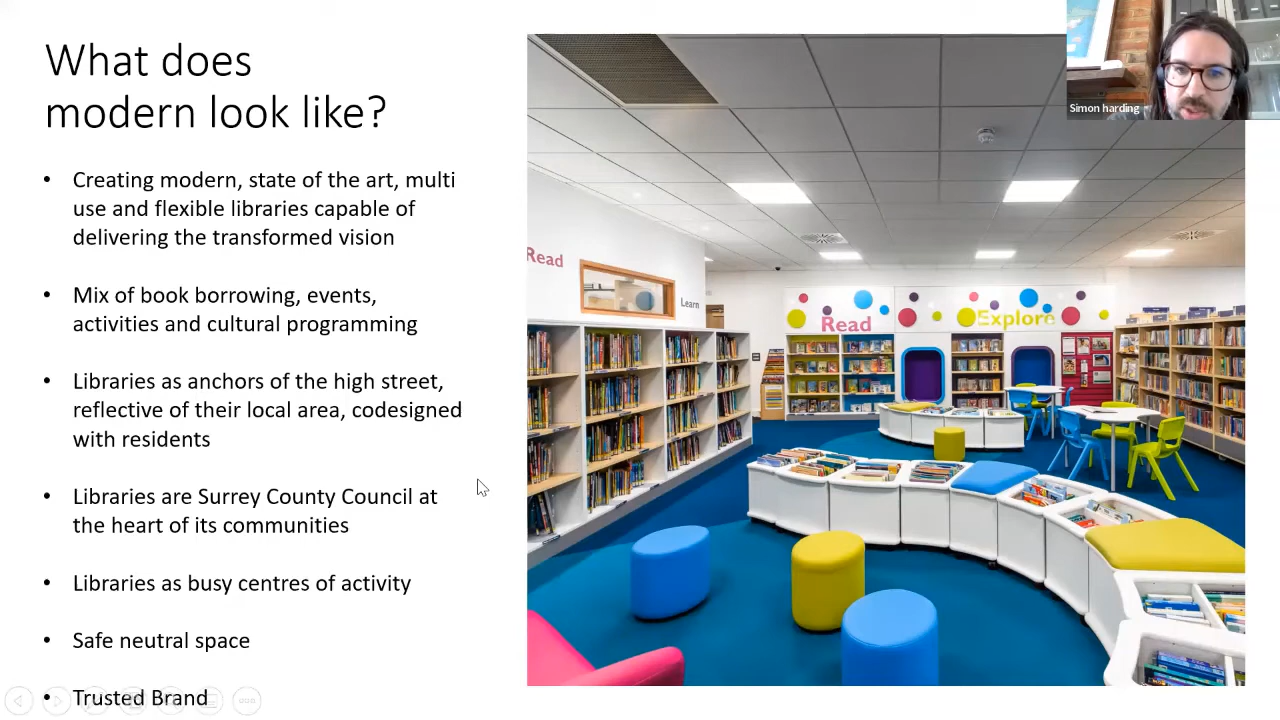 What does
modern look like?
• Creating modern, state of the art, multi
use and flexible libraries capable of
delivering the transformed vision
• Mix of book borrowing, events,
activities and cultural programming
• Libraries as anchors of the high street,
reflective of their local area, codesigned
with residents
• Libraries are Surrey County Council at
the heart of its communities
• Libraries as busy centres of activity
• Safe neutral space
• Trusted Brand
Simon harding
Read
Learn
Read
Explore